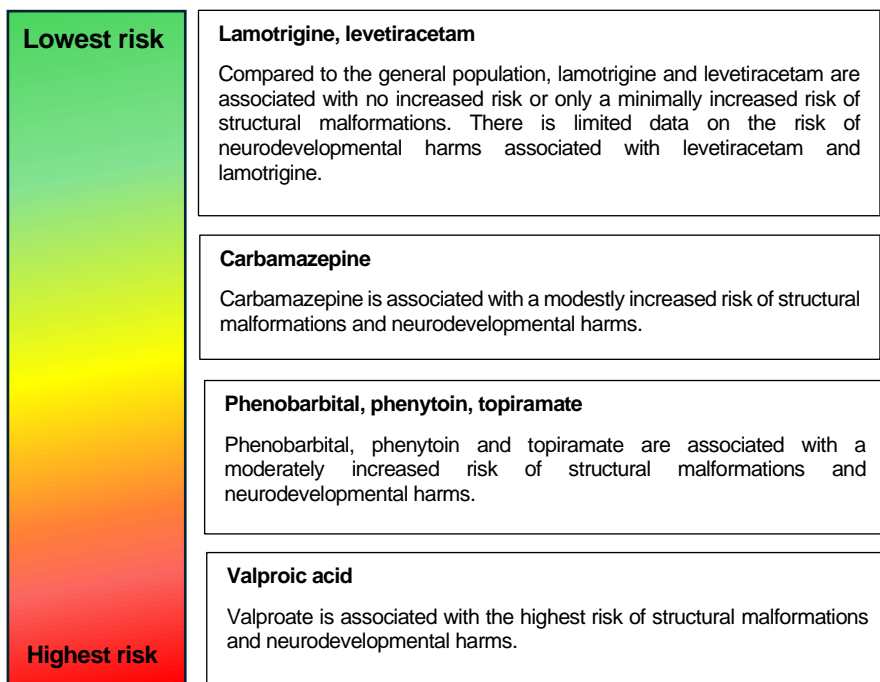 Lowest risk
Lamotrigine, levetiracetam
Compared to the general population, lamotrigine and levetiracetam are
associated with no increased risk or only a minimally increased risk of
structural malformations. There is limited data on the risk of
neurodevelopmental harms associated with levetiracetam and
lamotrigine.
Carbamazepine
Carbamazepine is associated with a modestly increased risk of structural
malformations and neurodevelopmental harms.
Phenobarbital, phenytoin, topiramate
Phenobarbital, phenytoin and topiramate are associated with a
moderately increased risk of structural malformations and
neurodevelopmental harms.
Valproic acid
Valproate is associated with the highest risk of structural malformations
and neurodevelopmental harms.
Highest risk